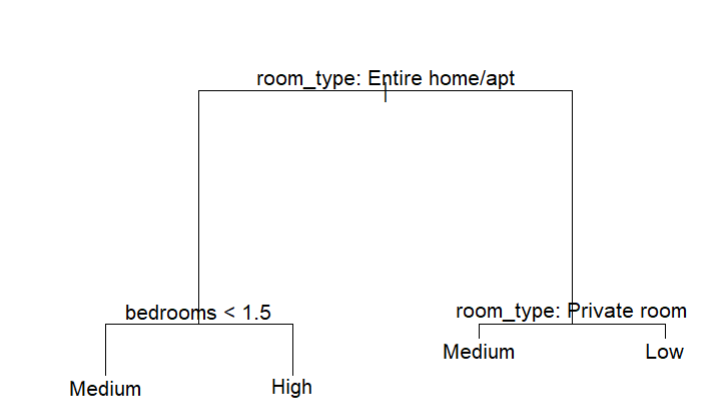 room_type: Entire home/apt
bedrooms < 1.5
room_type: Private room
Medium
High
Medium
Low